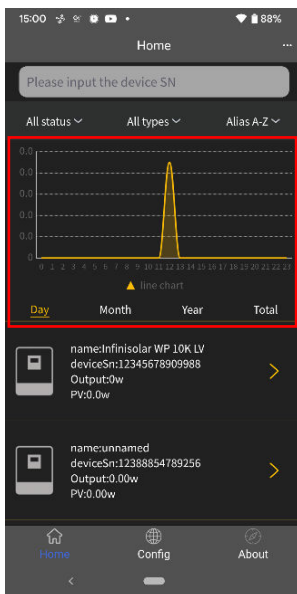 15:00 88%
Home
Please input the device SN
All status All types Alias A-Z
0.0
0.0
0.0
0.0
0.0
0
0 1 2 3 4 5 6 7 8 9 10 11 12 13 14 15 16 17 18 19 20 21 22 23
line chart
Day Month Year Total
name:Infinisolar WP 10K LV
deviceSn:12345678909988
Output:0w
PV:0.0w
name:unnamed
deviceSn:12388854789256
Output:0.00w
PV:0.00w
Home Config About